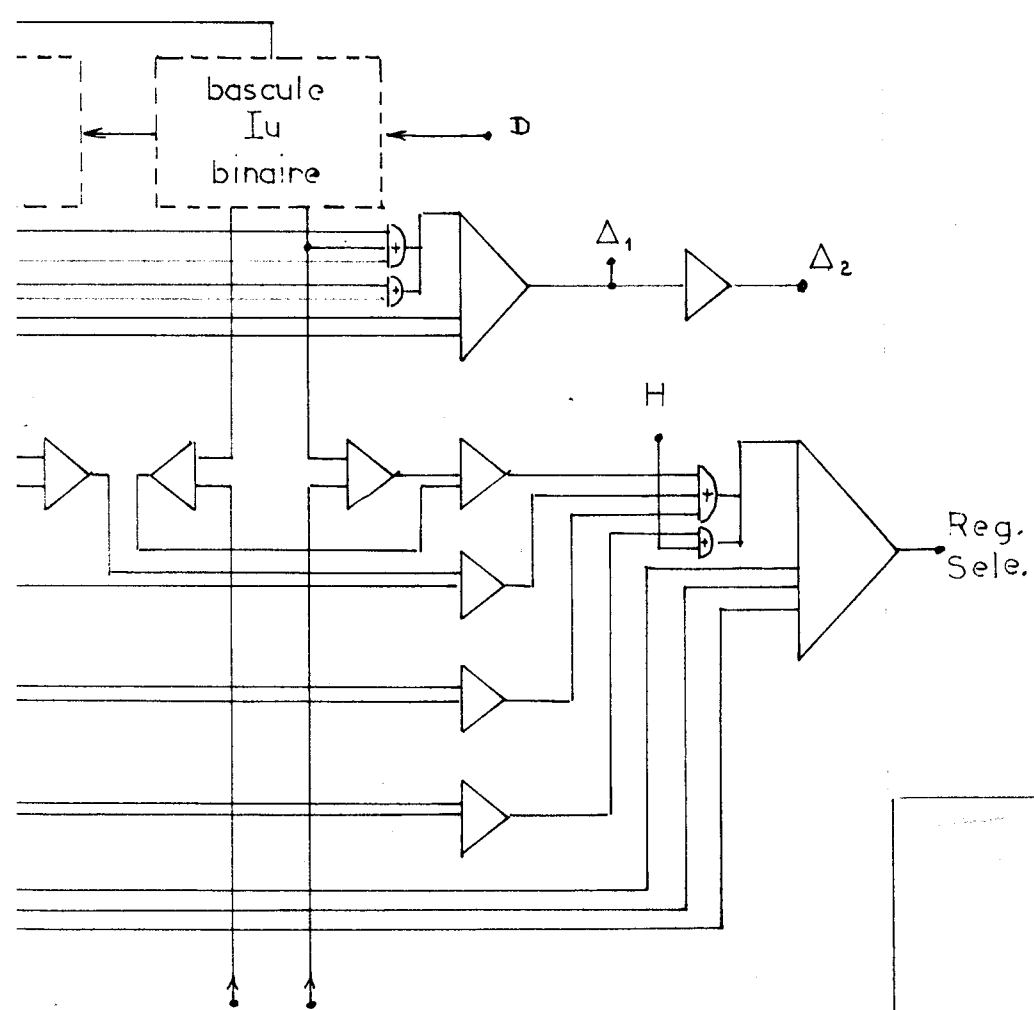 bascule
Iu
binaire
D
Δ₁
Δ₂
+
+
H
+
+
Reg.
Sele.